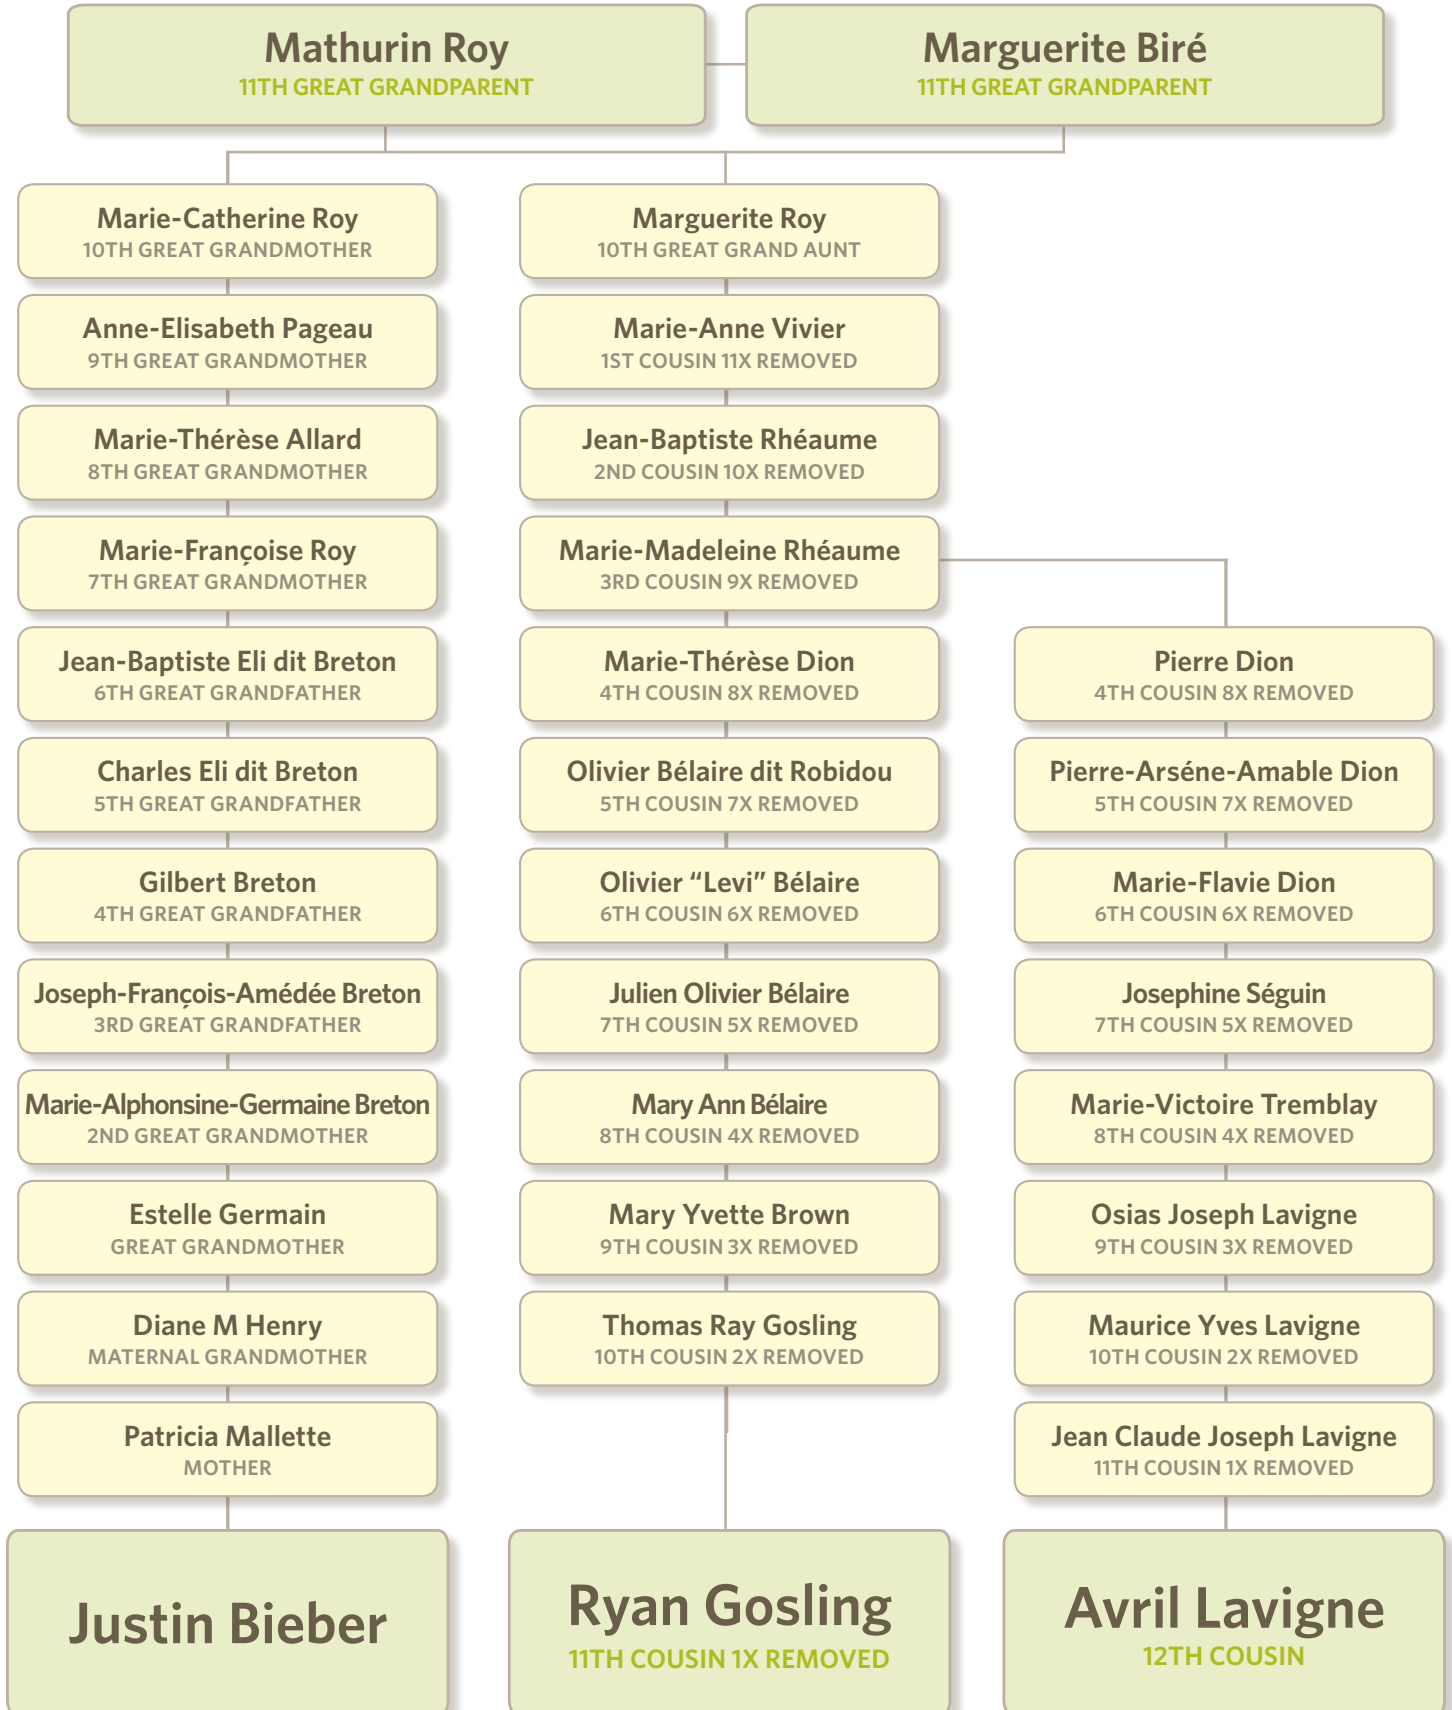 Mathurin Roy
11TH GREAT GRANDPARENT
Marguerite Biré
11TH GREAT GRANDPARENT
Marie-Catherine Roy
10TH GREAT GRANDMOTHER
Anne-Elisabeth Pageau
9TH GREAT GRANDMOTHER
Marie-Thérèse Allard
8TH GREAT GRANDMOTHER
Marie-Françoise Roy
7TH GREAT GRANDMOTHER
Jean-Baptiste Eli dit Breton
6TH GREAT GRANDFATHER
Charles Eli dit Breton
5TH GREAT GRANDFATHER
Gilbert Breton
4TH GREAT GRANDFATHER
Joseph-François-Amédée Breton
3RD GREAT GRANDFATHER
Marie-Alphonsine-Germaine Breton
2ND GREAT GRANDMOTHER
Estelle Germain
GREAT GRANDMOTHER
Diane M Henry
MATERNAL GRANDMOTHER
Patricia Mallette
MOTHER
Justin Bieber
Marguerite Roy
10TH GREAT GRAND AUNT
Marie-Anne Vivier
1ST COUSIN 11X REMOVED
Jean-Baptiste Rhéaume
2ND COUSIN 10X REMOVED
Marie-Madeleine Rhéaume
3RD COUSIN 9X REMOVED
Marie-Thérèse Dion
4TH COUSIN 8X REMOVED
Olivier Bélaire dit Robidou
5TH COUSIN 7X REMOVED
Olivier “Levi” Bélaire
6TH COUSIN 6X REMOVED
Julien Olivier Bélaire
7TH COUSIN 5X REMOVED
Mary Ann Bélaire
8TH COUSIN 4X REMOVED
Mary Yvette Brown
9TH COUSIN 3X REMOVED
Thomas Ray Gosling
10TH COUSIN 2X REMOVED
Ryan Gosling
11TH COUSIN 1X REMOVED
Pierre Dion
4TH COUSIN 8X REMOVED
Pierre-Arséne-Amable Dion
5TH COUSIN 7X REMOVED
Marie-Flavie Dion
6TH COUSIN 6X REMOVED
Josephine Séguin
7TH COUSIN 5X REMOVED
Marie-Victoire Tremblay
8TH COUSIN 4X REMOVED
Osias Joseph Lavigne
9TH COUSIN 3X REMOVED
Maurice Yves Lavigne
10TH COUSIN 2X REMOVED
Jean Claude Joseph Lavigne
11TH COUSIN 1X REMOVED
Avril Lavigne
12TH COUSIN